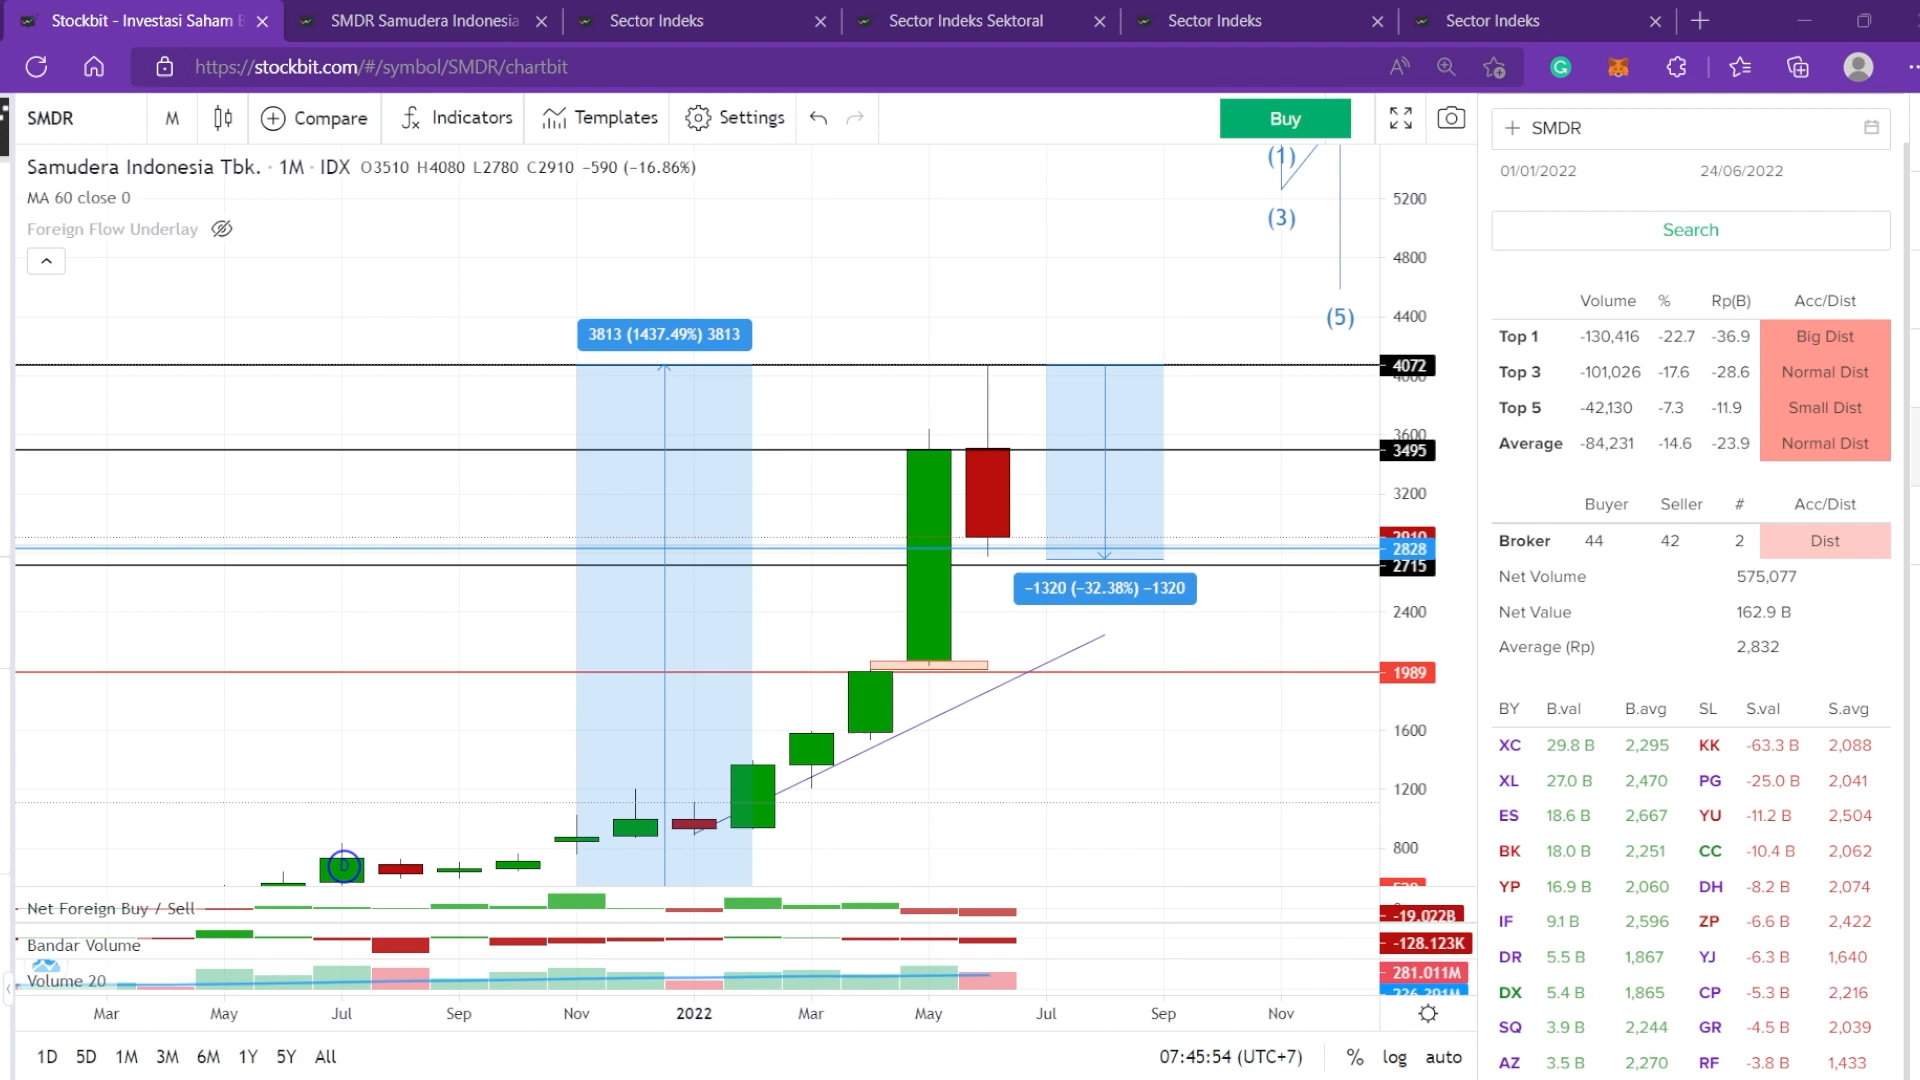 Stockbit - Investasi Saham B
SMDR Samudera Indonesia
Sector Indeks
Sector Indeks Sektoral
Sector Indeks
Sector Indeks
https://stockbit.com/#/symbol/SMDR/chartbit
SMDR M Compare Indicators Templates Settings Buy
Samudera Indonesia Tbk. · 1M · IDX O3510 H4080 L2780 C2910 −590 (−16.86%)
MA 60 close 0
Foreign Flow Underlay
(1)
(3)
(5)
3813 (1437.49%) 3813
−1320 (−32.38%) −1320
D
5200
4800
4400
4072
4000
3600
3495
3200
2910
2828
2715
2400
1989
1600
1200
800
Net Foreign Buy / Sell
-19.022B
Bandar Volume
-128.123K
Volume 20
281.011M
Mar May Jul Sep Nov 2022 Mar May Jul Sep Nov
1D 5D 1M 3M 6M 1Y 5Y All
07:45:54 (UTC+7) % log auto
SMDR
01/01/2022 24/06/2022
Search
Volume % Rp(B) Acc/Dist
Top 1 -130,416 -22.7 -36.9 Big Dist
Top 3 -101,026 -17.6 -28.6 Normal Dist
Top 5 -42,130 -7.3 -11.9 Small Dist
Average -84,231 -14.6 -23.9 Normal Dist
Buyer Seller # Acc/Dist
Broker 44 42 2 Dist
Net Volume 575,077
Net Value 162.9 B
Average (Rp) 2,832
BY B.val B.avg SL S.val S.avg
XC 29.8 B 2,295 KK -63.3 B 2,088
XL 27.0 B 2,470 PG -25.0 B 2,041
ES 18.6 B 2,667 YU -11.2 B 2,504
BK 18.0 B 2,251 CC -10.4 B 2,062
YP 16.9 B 2,060 DH -8.2 B 2,074
IF 9.1 B 2,596 ZP -6.6 B 2,422
DR 5.5 B 1,867 YJ -6.3 B 1,640
DX 5.4 B 1,865 CP -5.3 B 2,216
SQ 3.9 B 2,244 GR -4.5 B 2,039
AZ 3.5 B 2,270 RF -3.8 B 1,433